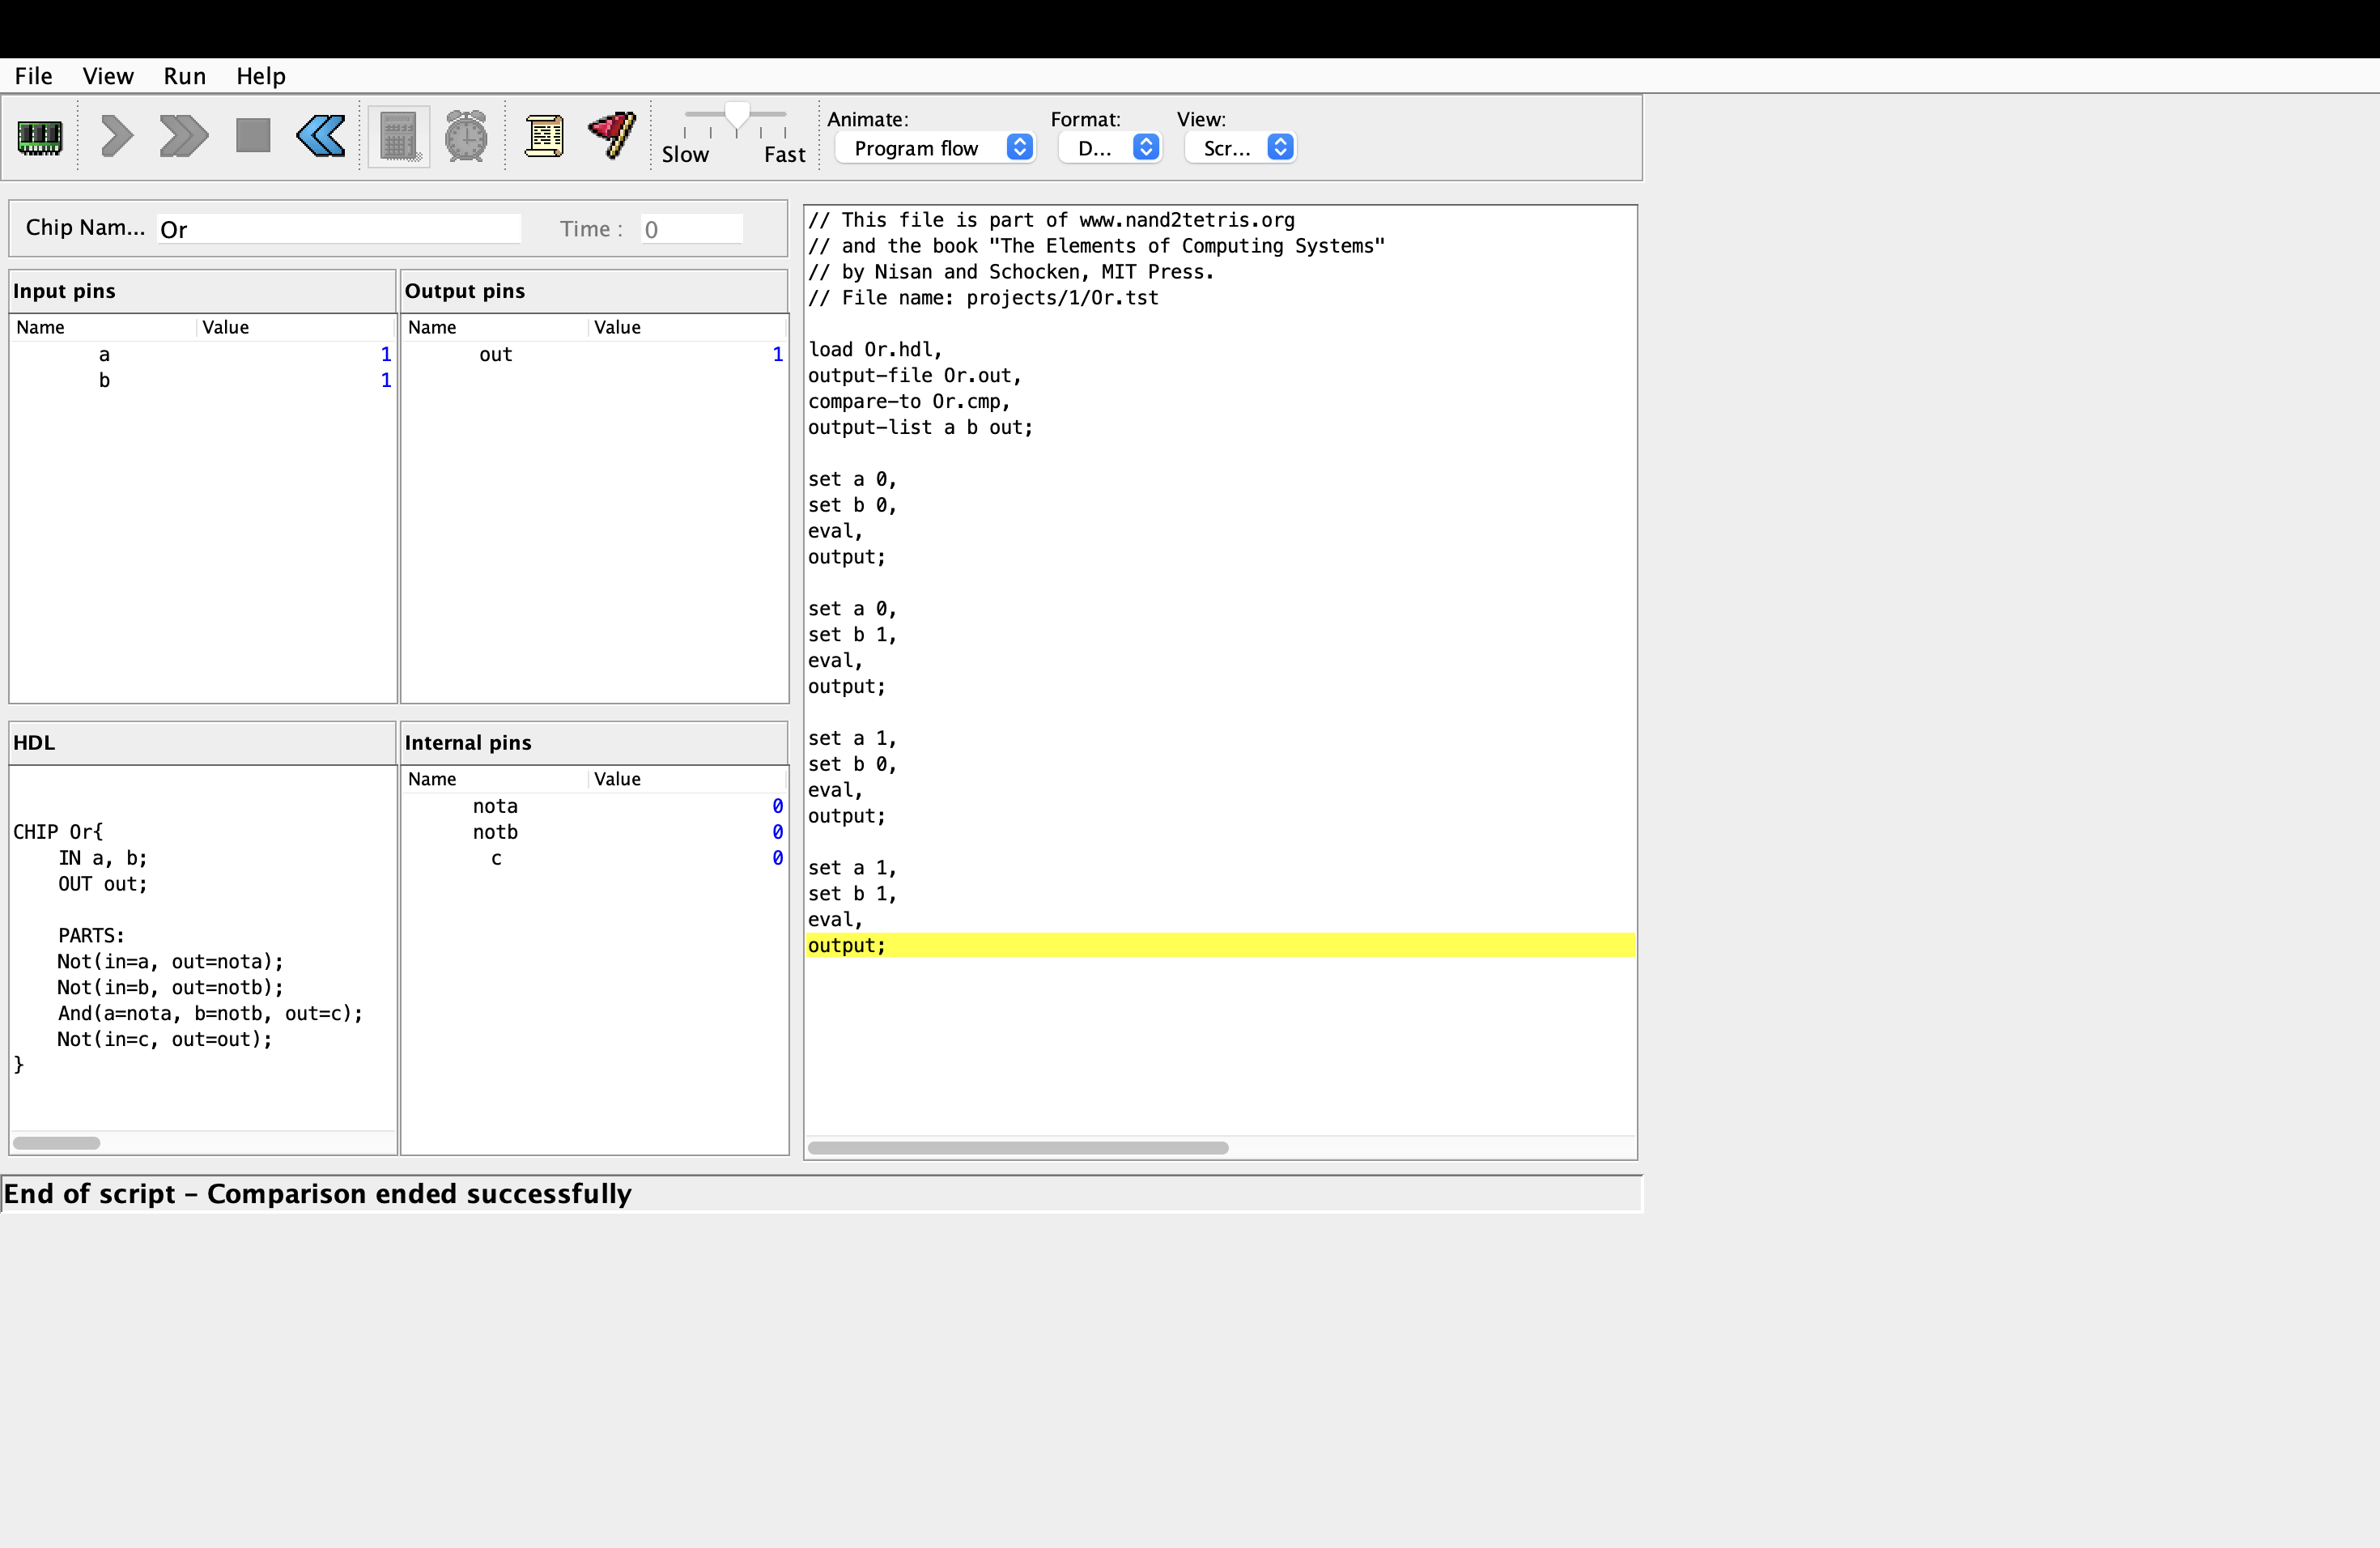 File View Run Help
Animate: Format: View:
Slow Fast Program flow D... Scr...
Chip Nam... Or Time : 0
Input pins
Name Value
a 1
b 1
Output pins
Name Value
out 1
HDL
CHIP Or{
IN a, b;
OUT out;
PARTS:
Not(in=a, out=nota);
Not(in=b, out=notb);
And(a=nota, b=notb, out=c);
Not(in=c, out=out);
}
Internal pins
Name Value
nota 0
notb 0
c 0
// This file is part of www.nand2tetris.org
// and the book "The Elements of Computing Systems"
// by Nisan and Schocken, MIT Press.
// File name: projects/1/Or.tst
load Or.hdl,
output-file Or.out,
compare-to Or.cmp,
output-list a b out;
set a 0,
set b 0,
eval,
output;
set a 0,
set b 1,
eval,
output;
set a 1,
set b 0,
eval,
output;
set a 1,
set b 1,
eval,
output;
End of script – Comparison ended successfully